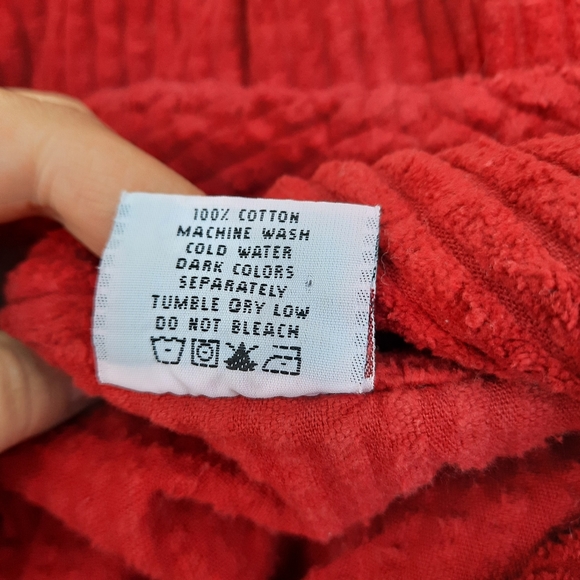 100% COTTON
MACHINE WASH
COLD WATER
DARK COLORS
SEPARATELY
TUMBLE DRY LOW
DO NOT BLEACH